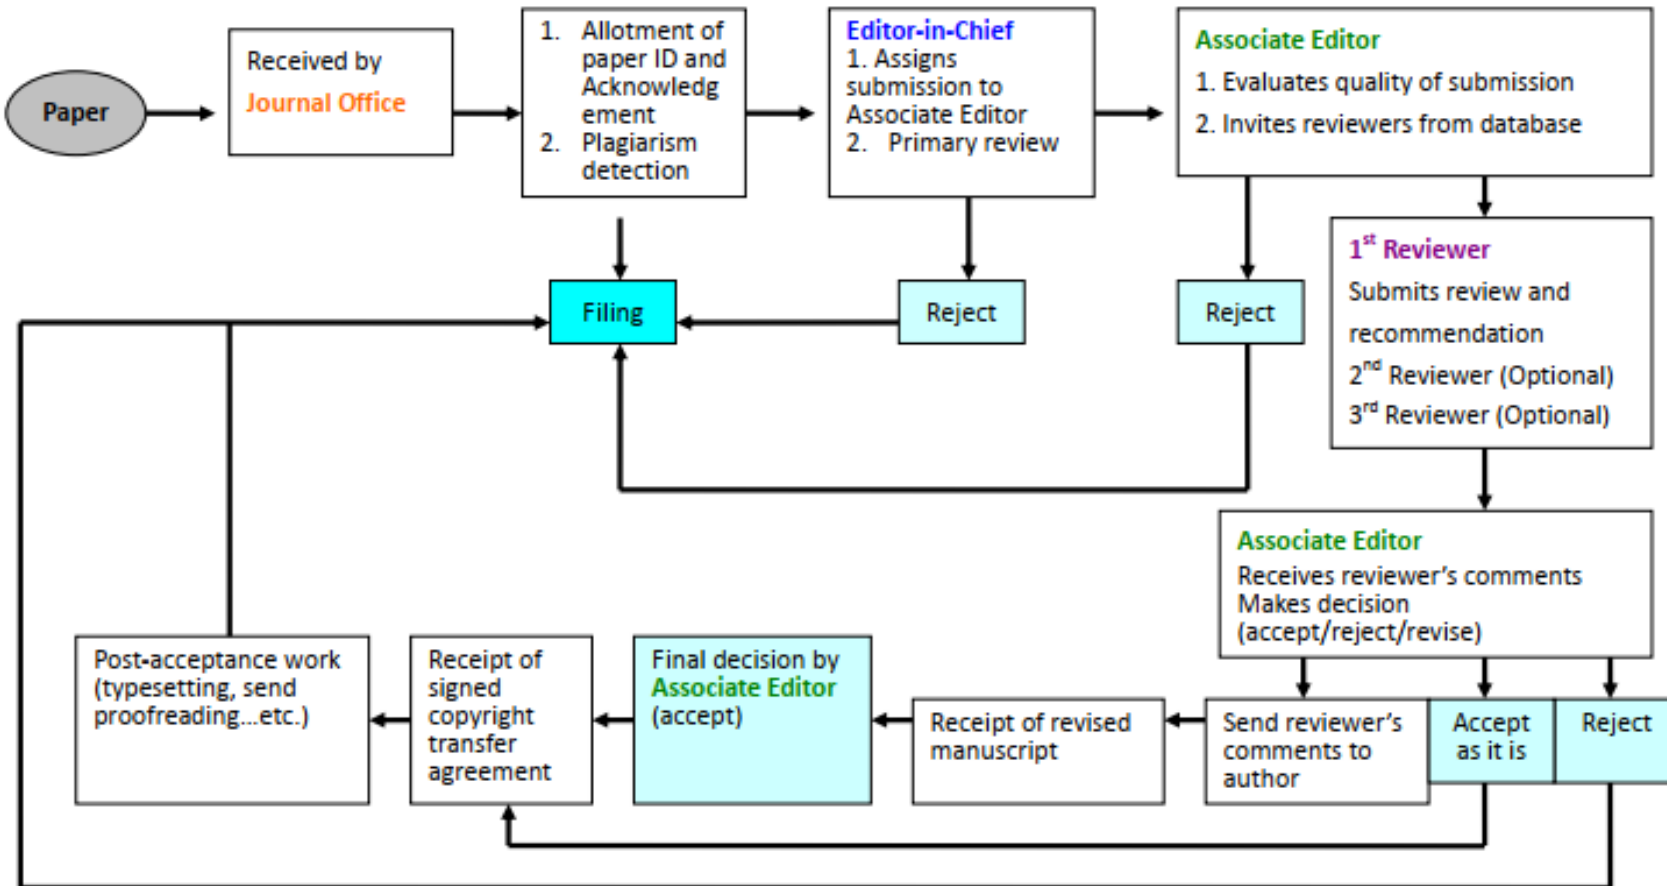 Paper
Received by
Journal Office
1. Allotment of
paper ID and
Acknowledg
ement
2. Plagiarism
detection
Editor-in-Chief
1. Assigns
submission to
Associate Editor
2. Primary review
Associate Editor
1. Evaluates quality of submission
2. Invites reviewers from database
Filing
Reject
Reject
1st Reviewer
Submits review and
recommendation
2nd Reviewer (Optional)
3rd Reviewer (Optional)
Associate Editor
Receives reviewer’s comments
Makes decision
(accept/reject/revise)
Post-acceptance work
(typesetting, send
proofreading...etc.)
Receipt of
signed
copyright
transfer
agreement
Final decision by
Associate Editor
(accept)
Receipt of revised
manuscript
Send reviewer’s
comments to
author
Accept
as it is
Reject